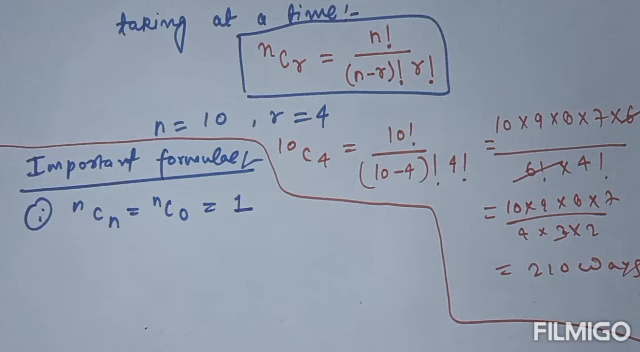 taking at a time:-
ⁿCᵣ = n! / (n-r)! r!
n = 10 , r = 4
¹⁰C₄ = 10! / (10-4)! 4!
= 10×9×8×7×6! / 6! × 4!
= 10×9×8×7 / 4×3×2
= 210 ways
Important formulae:-
① ⁿCₙ = ⁿC₀ = 1
FILMIGO